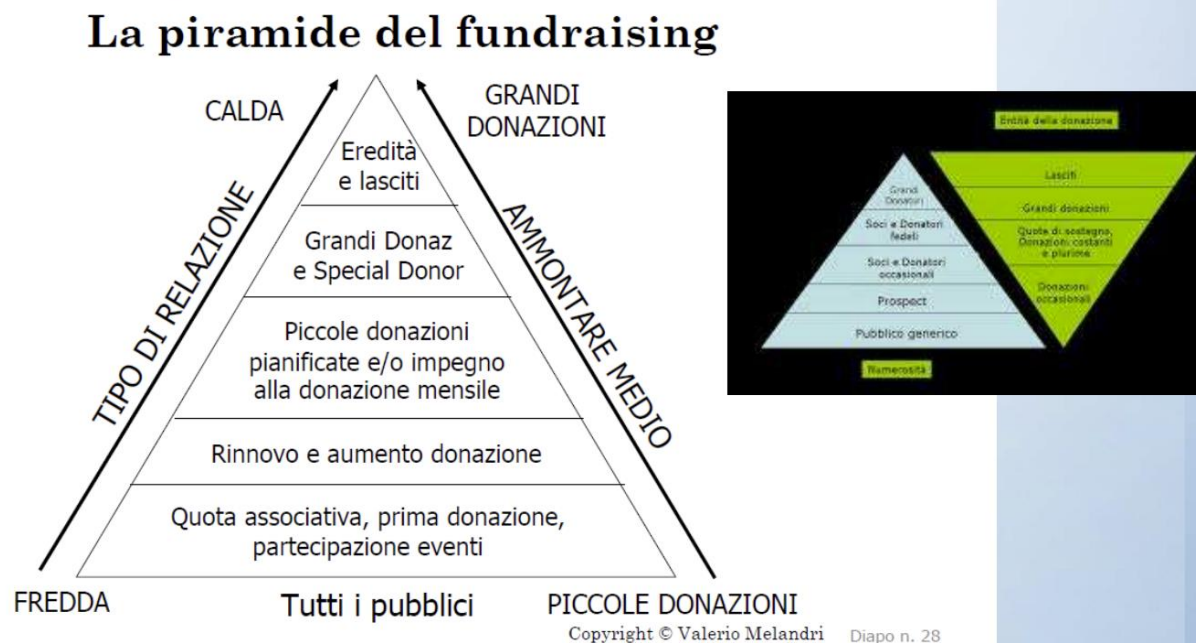 La piramide del fundraising
CALDA
GRANDI
DONAZIONI
TIPO DI RELAZIONE
AMMONTARE MEDIO
Eredità
e lasciti
Grandi Donaz
e Special Donor
Piccole donazioni
pianificate e/o impegno
alla donazione mensile
Rinnovo e aumento donazione
Quota associativa, prima donazione,
partecipazione eventi
FREDDA
Tutti i pubblici
PICCOLE DONAZIONI
Copyright © Valerio Melandri
Diapo n. 28
Entità della donazione
Grandi
Donatori
Soci e Donatori
fedeli
Soci e Donatori
occasionali
Prospect
Pubblico generico
Numerosità
Lasciti
Grandi donazioni
Quote di sostegno,
Donazioni costanti
e plurime
Donazioni
occasionali